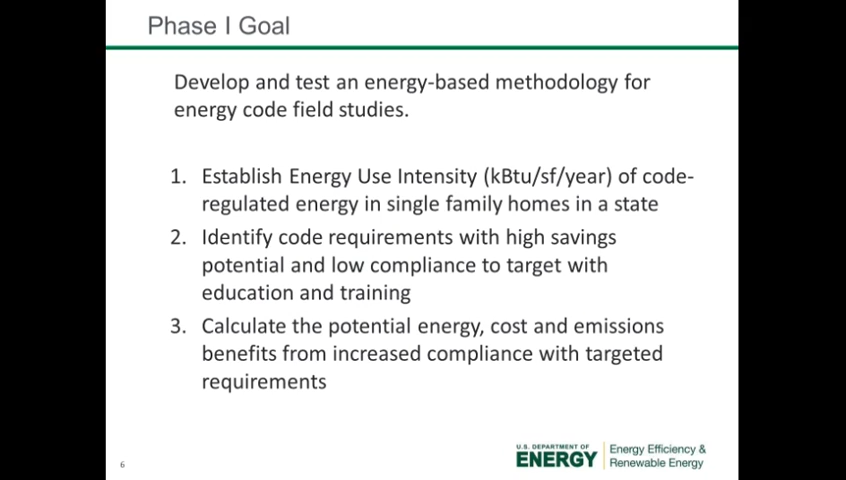 Phase I Goal
Develop and test an energy-based methodology for
energy code field studies.
1. Establish Energy Use Intensity (kBtu/sf/year) of code-
regulated energy in single family homes in a state
2. Identify code requirements with high savings
potential and low compliance to target with
education and training
3. Calculate the potential energy, cost and emissions
benefits from increased compliance with targeted
requirements
6
U.S. DEPARTMENT OF
ENERGY
Energy Efficiency &
Renewable Energy